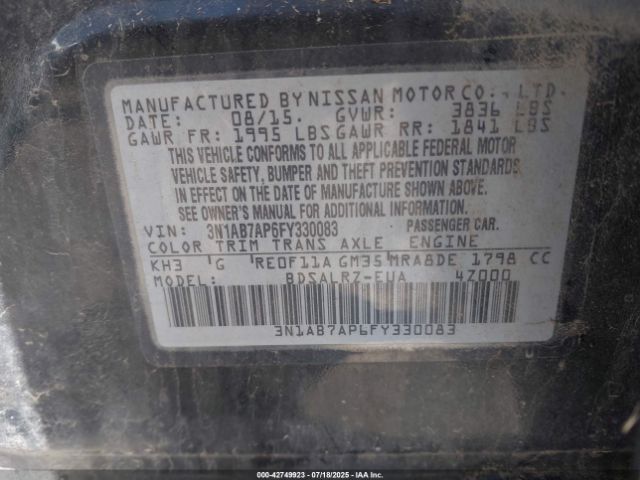 MANUFACTURED BY NISSAN MOTOR CO., LTD.
DATE: 08/15. GVWR: 3836 LBS
GAWR FR: 1995 LBS GAWR RR: 1841 LBS
THIS VEHICLE CONFORMS TO ALL APPLICABLE FEDERAL MOTOR
VEHICLE SAFETY, BUMPER AND THEFT PREVENTION STANDARDS
IN EFFECT ON THE DATE OF MANUFACTURE SHOWN ABOVE.
SEE OWNER'S MANUAL FOR ADDITIONAL INFORMATION.
VIN: 3N1AB7AP6FY330083 PASSENGER CAR.
COLOR TRIM TRANS AXLE ENGINE
KH3 'G 'RE0F11A GM35 'MRA8DE 1798 CC
MODEL: BDSALRZ-EUA 4Z000
3N1AB7AP6FY330083
000-42749923 - 07/18/2025 - IAAI.COM